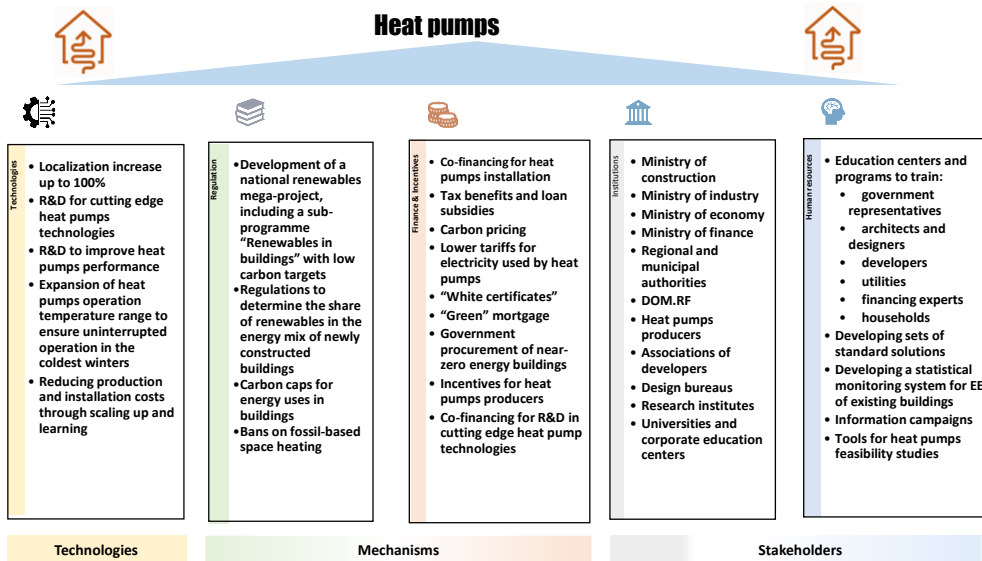 Heat pumps
Technologies
• Localization increase
up to 100%
• R&D for cutting edge
heat pumps
technologies
• R&D to improve heat
pumps performance
• Expansion of heat
pumps operation
temperature range to
ensure uninterrupted
operation in the
coldest winters
• Reducing production
and installation costs
through scaling up and
learning
Regulation
•Development of a
national renewables
mega-project,
including a sub-
programme
“Renewables in
buildings” with low
carbon targets
•Regulations to
determine the share
of renewables in the
energy mix of newly
constructed
buildings
•Carbon caps for
energy uses in
buildings
•Bans on fossil-based
space heating
Finance & Incentives
• Co-financing for heat
pumps installation
• Tax benefits and loan
subsidies
• Carbon pricing
• Lower tariffs for
electricity used by heat
pumps
• “White certificates”
• “Green” mortgage
• Government
procurement of near-
zero energy buildings
• Incentives for heat
pumps producers
• Co-financing for R&D in
cutting edge heat pump
technologies
Institutions
• Ministry of
construction
• Ministry of industry
• Ministry of economy
• Ministry of finance
• Regional and
municipal
authorities
• DOM.RF
• Heat pumps
producers
• Associations of
developers
• Design bureaus
• Research institutes
• Universities and
corporate education
centers
Human resources
• Education centers and
programs to train:
• government
representatives
• architects and
designers
• developers
• utilities
• financing experts
• households
• Developing sets of
standard solutions
• Developing a statistical
monitoring system for EE
of existing buildings
• Information campaigns
• Tools for heat pumps
feasibility studies
Technologies
Mechanisms
Stakeholders